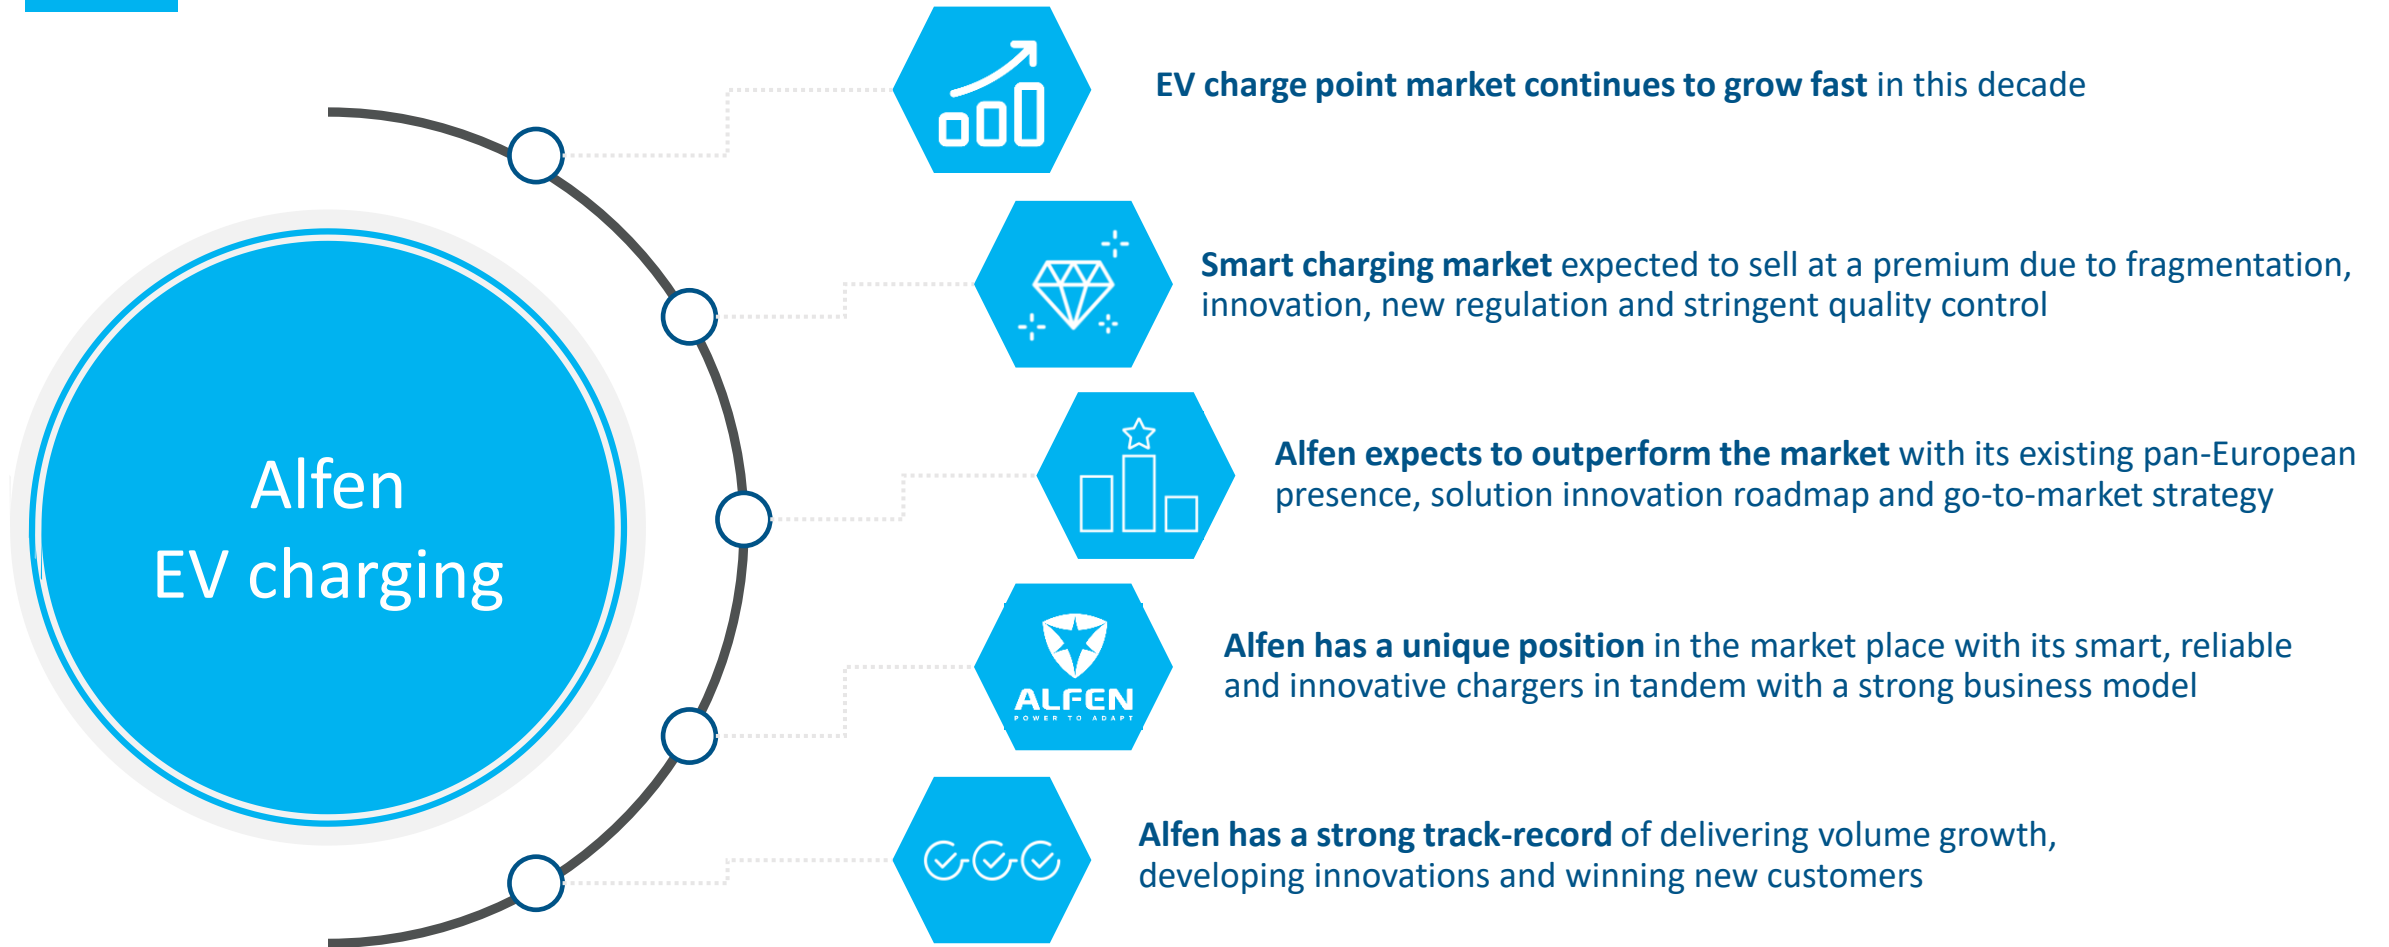 EV charge point market continues to grow fast in this decade
Smart charging market expected to sell at a premium due to fragmentation,
innovation, new regulation and stringent quality control
Alfen
EV charging
Alfen expects to outperform the market with its existing pan-European
presence, solution innovation roadmap and go-to-market strategy
ALFEN
POWER TO ADAPT
Alfen has a unique position in the market place with its smart, reliable
and innovative chargers in tandem with a strong business model
Alfen has a strong track-record of delivering volume growth,
developing innovations and winning new customers